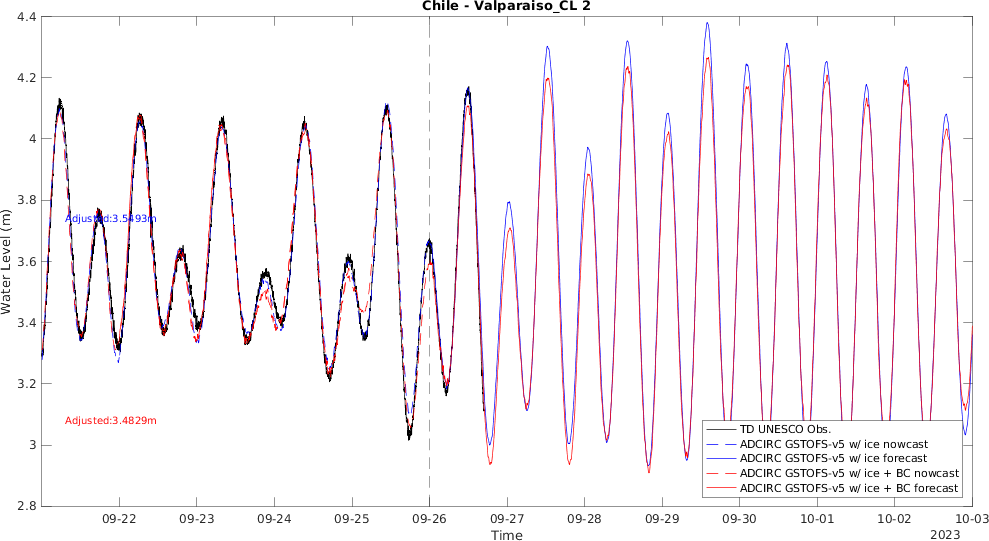 Chile - Valparaiso_CL 2
4.4
4.2
4
3.8
3.6
3.4
3.2
3
2.8
Water Level (m)
Adjusted:3.5493m
Adjusted:3.4829m
TD UNESCO Obs.
ADCIRC GSTOFS-v5 w/ ice nowcast
ADCIRC GSTOFS-v5 w/ ice forecast
ADCIRC GSTOFS-v5 w/ ice + BC nowcast
ADCIRC GSTOFS-v5 w/ ice + BC forecast
09-22 09-23 09-24 09-25 09-26 09-27 09-28 09-29 09-30 10-01 10-02 10-03
Time
2023